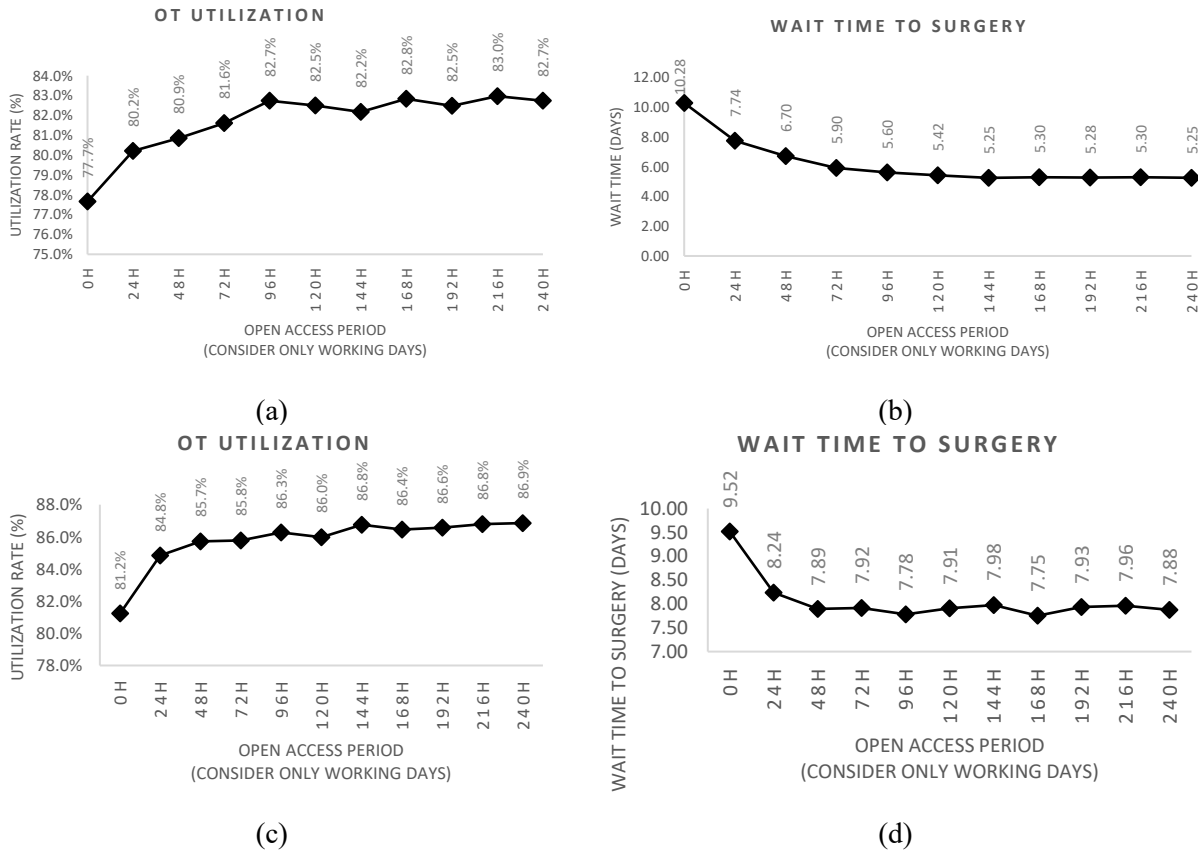 OT UTILIZATION
77.7% 80.2% 80.9% 81.6% 82.7% 82.5% 82.2% 82.8% 82.5% 83.0% 82.7%
84.0%
83.0%
82.0%
81.0%
80.0%
79.0%
78.0%
77.0%
76.0%
75.0%
UTILIZATION RATE (%)
0H 24H 48H 72H 96H 120H 144H 168H 192H 216H 240H
OPEN ACCESS PERIOD
(CONSIDER ONLY WORKING DAYS)
(a)
WAIT TIME TO SURGERY
10.28 7.74 6.70 5.90 5.60 5.42 5.25 5.30 5.28 5.30 5.25
12.00
10.00
8.00
6.00
4.00
2.00
0.00
WAIT TIME (DAYS)
0H 24H 48H 72H 96H 120H 144H 168H 192H 216H 240H
OPEN ACCESS PERIOD
(CONSIDER ONLY WORKING DAYS)
(b)
OT UTILIZATION
81.2% 84.8% 85.7% 85.8% 86.3% 86.0% 86.8% 86.4% 86.6% 86.8% 86.9%
88.0%
86.0%
84.0%
82.0%
80.0%
78.0%
UTILIZATION RATE (%)
0H 24H 48H 72H 96H 120H 144H 168H 192H 216H 240H
OPEN ACCESS PERIOD
(CONSIDER ONLY WORKING DAYS)
(c)
WAIT TIME TO SURGERY
9.52 8.24 7.89 7.92 7.78 7.91 7.98 7.75 7.93 7.96 7.88
10.00
9.50
9.00
8.50
8.00
7.50
7.00
WAIT TIME TO SURGERY (DAYS)
0H 24H 48H 72H 96H 120H 144H 168H 192H 216H 240H
OPEN ACCESS PERIOD
(CONSIDER ONLY WORKING DAYS)
(d)